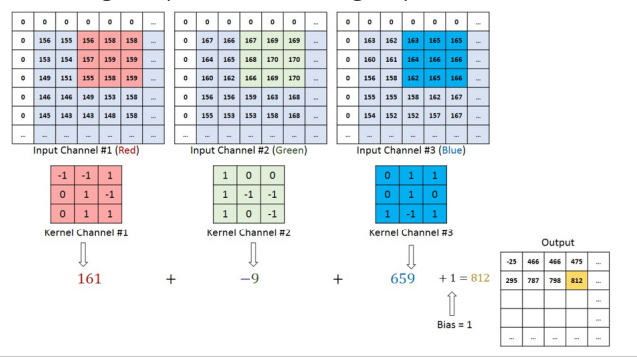 0 0 0 0 0 0 ...
0 156 155 156 158 158 ...
0 153 154 157 159 159 ...
0 149 151 155 158 159 ...
0 146 146 149 153 158 ...
0 145 143 143 148 158 ...
... ... ... ... ... ... ...
Input Channel #1 (Red)
0 0 0 0 0 0 ...
0 167 166 167 169 169 ...
0 164 165 168 170 170 ...
0 160 162 166 169 170 ...
0 156 156 159 163 168 ...
0 155 153 153 158 168 ...
... ... ... ... ... ... ...
Input Channel #2 (Green)
0 0 0 0 0 0 ...
0 163 162 163 165 165 ...
0 160 161 164 166 166 ...
0 156 158 162 165 166 ...
0 155 155 158 162 167 ...
0 154 152 152 157 167 ...
... ... ... ... ... ... ...
Input Channel #3 (Blue)
-1 -1 1
0 1 -1
0 1 1
Kernel Channel #1
1 0 0
1 -1 -1
1 0 -1
Kernel Channel #2
0 1 1
0 1 0
1 -1 1
Kernel Channel #3
161 + −9 + 659 + 1 = 812
Bias = 1
Output
-25 466 466 475 ...
295 787 798 812 ...
...
...
... ... ... ... ...